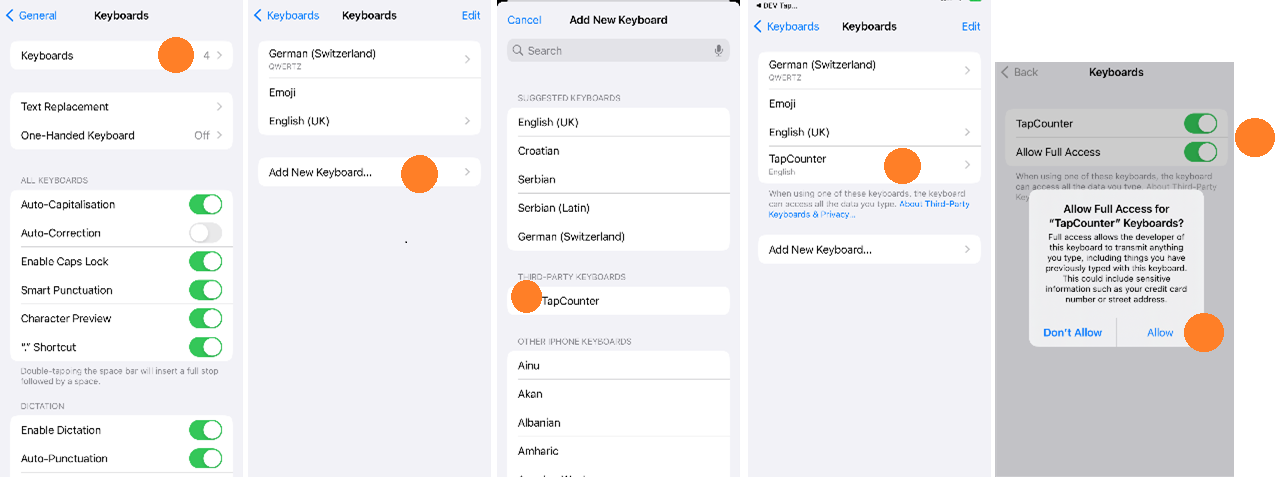 General
Keyboards
Keyboards 4
Text Replacement
One-Handed Keyboard Off
ALL KEYBOARDS
Auto-Capitalisation
Auto-Correction
Enable Caps Lock
Smart Punctuation
Character Preview
“.” Shortcut
Double-tapping the space bar will insert a full stop
followed by a space.
DICTATION
Enable Dictation
Auto-Punctuation
Keyboards
Keyboards
Edit
German (Switzerland)
QWERTZ
Emoji
English (UK)
Add New Keyboard...
Cancel
Add New Keyboard
Search
SUGGESTED KEYBOARDS
English (UK)
Croatian
Serbian
Serbian (Latin)
German (Switzerland)
THIRD-PARTY KEYBOARDS
TapCounter
OTHER IPHONE KEYBOARDS
Ainu
Akan
Albanian
Amharic
DEV Tap...
Keyboards
Keyboards
Edit
German (Switzerland)
QWERTZ
Emoji
English (UK)
TapCounter
English
When using one of these keyboards, the keyboard
can access all the data you type. About Third-Party
Keyboards & Privacy...
Add New Keyboard...
Back
Keyboards
TapCounter
Allow Full Access
When using one of these keyboards, the keyboard
can access all the data you type. About Third-Party
Allow Full Access for
“TapCounter” Keyboards?
Full access allows the developer of
this keyboard to transmit anything
you type, including things you have
previously typed with this keyboard.
This could include sensitive
information such as your credit card
number or street address.
Don’t Allow
Allow